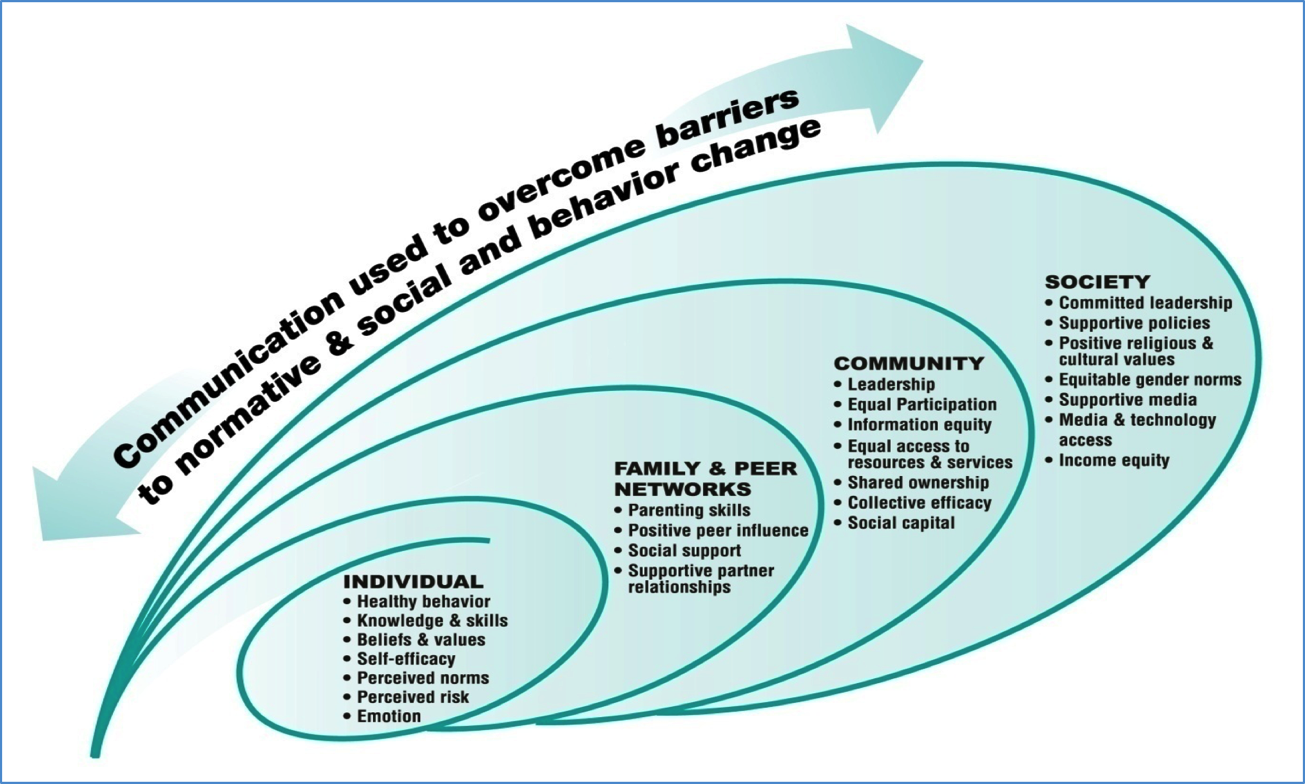 Communication used to overcome barriers
to normative & social and behavior change
INDIVIDUAL
• Healthy behavior
• Knowledge & skills
• Beliefs & values
• Self-efficacy
• Perceived norms
• Perceived risk
• Emotion
FAMILY & PEER
NETWORKS
• Parenting skills
• Positive peer influence
• Social support
• Supportive partner
relationships
COMMUNITY
• Leadership
• Equal Participation
• Information equity
• Equal access to
resources & services
• Shared ownership
• Collective efficacy
• Social capital
SOCIETY
• Committed leadership
• Supportive policies
• Positive religious &
cultural values
• Equitable gender norms
• Supportive media
• Media & technology
access
• Income equity